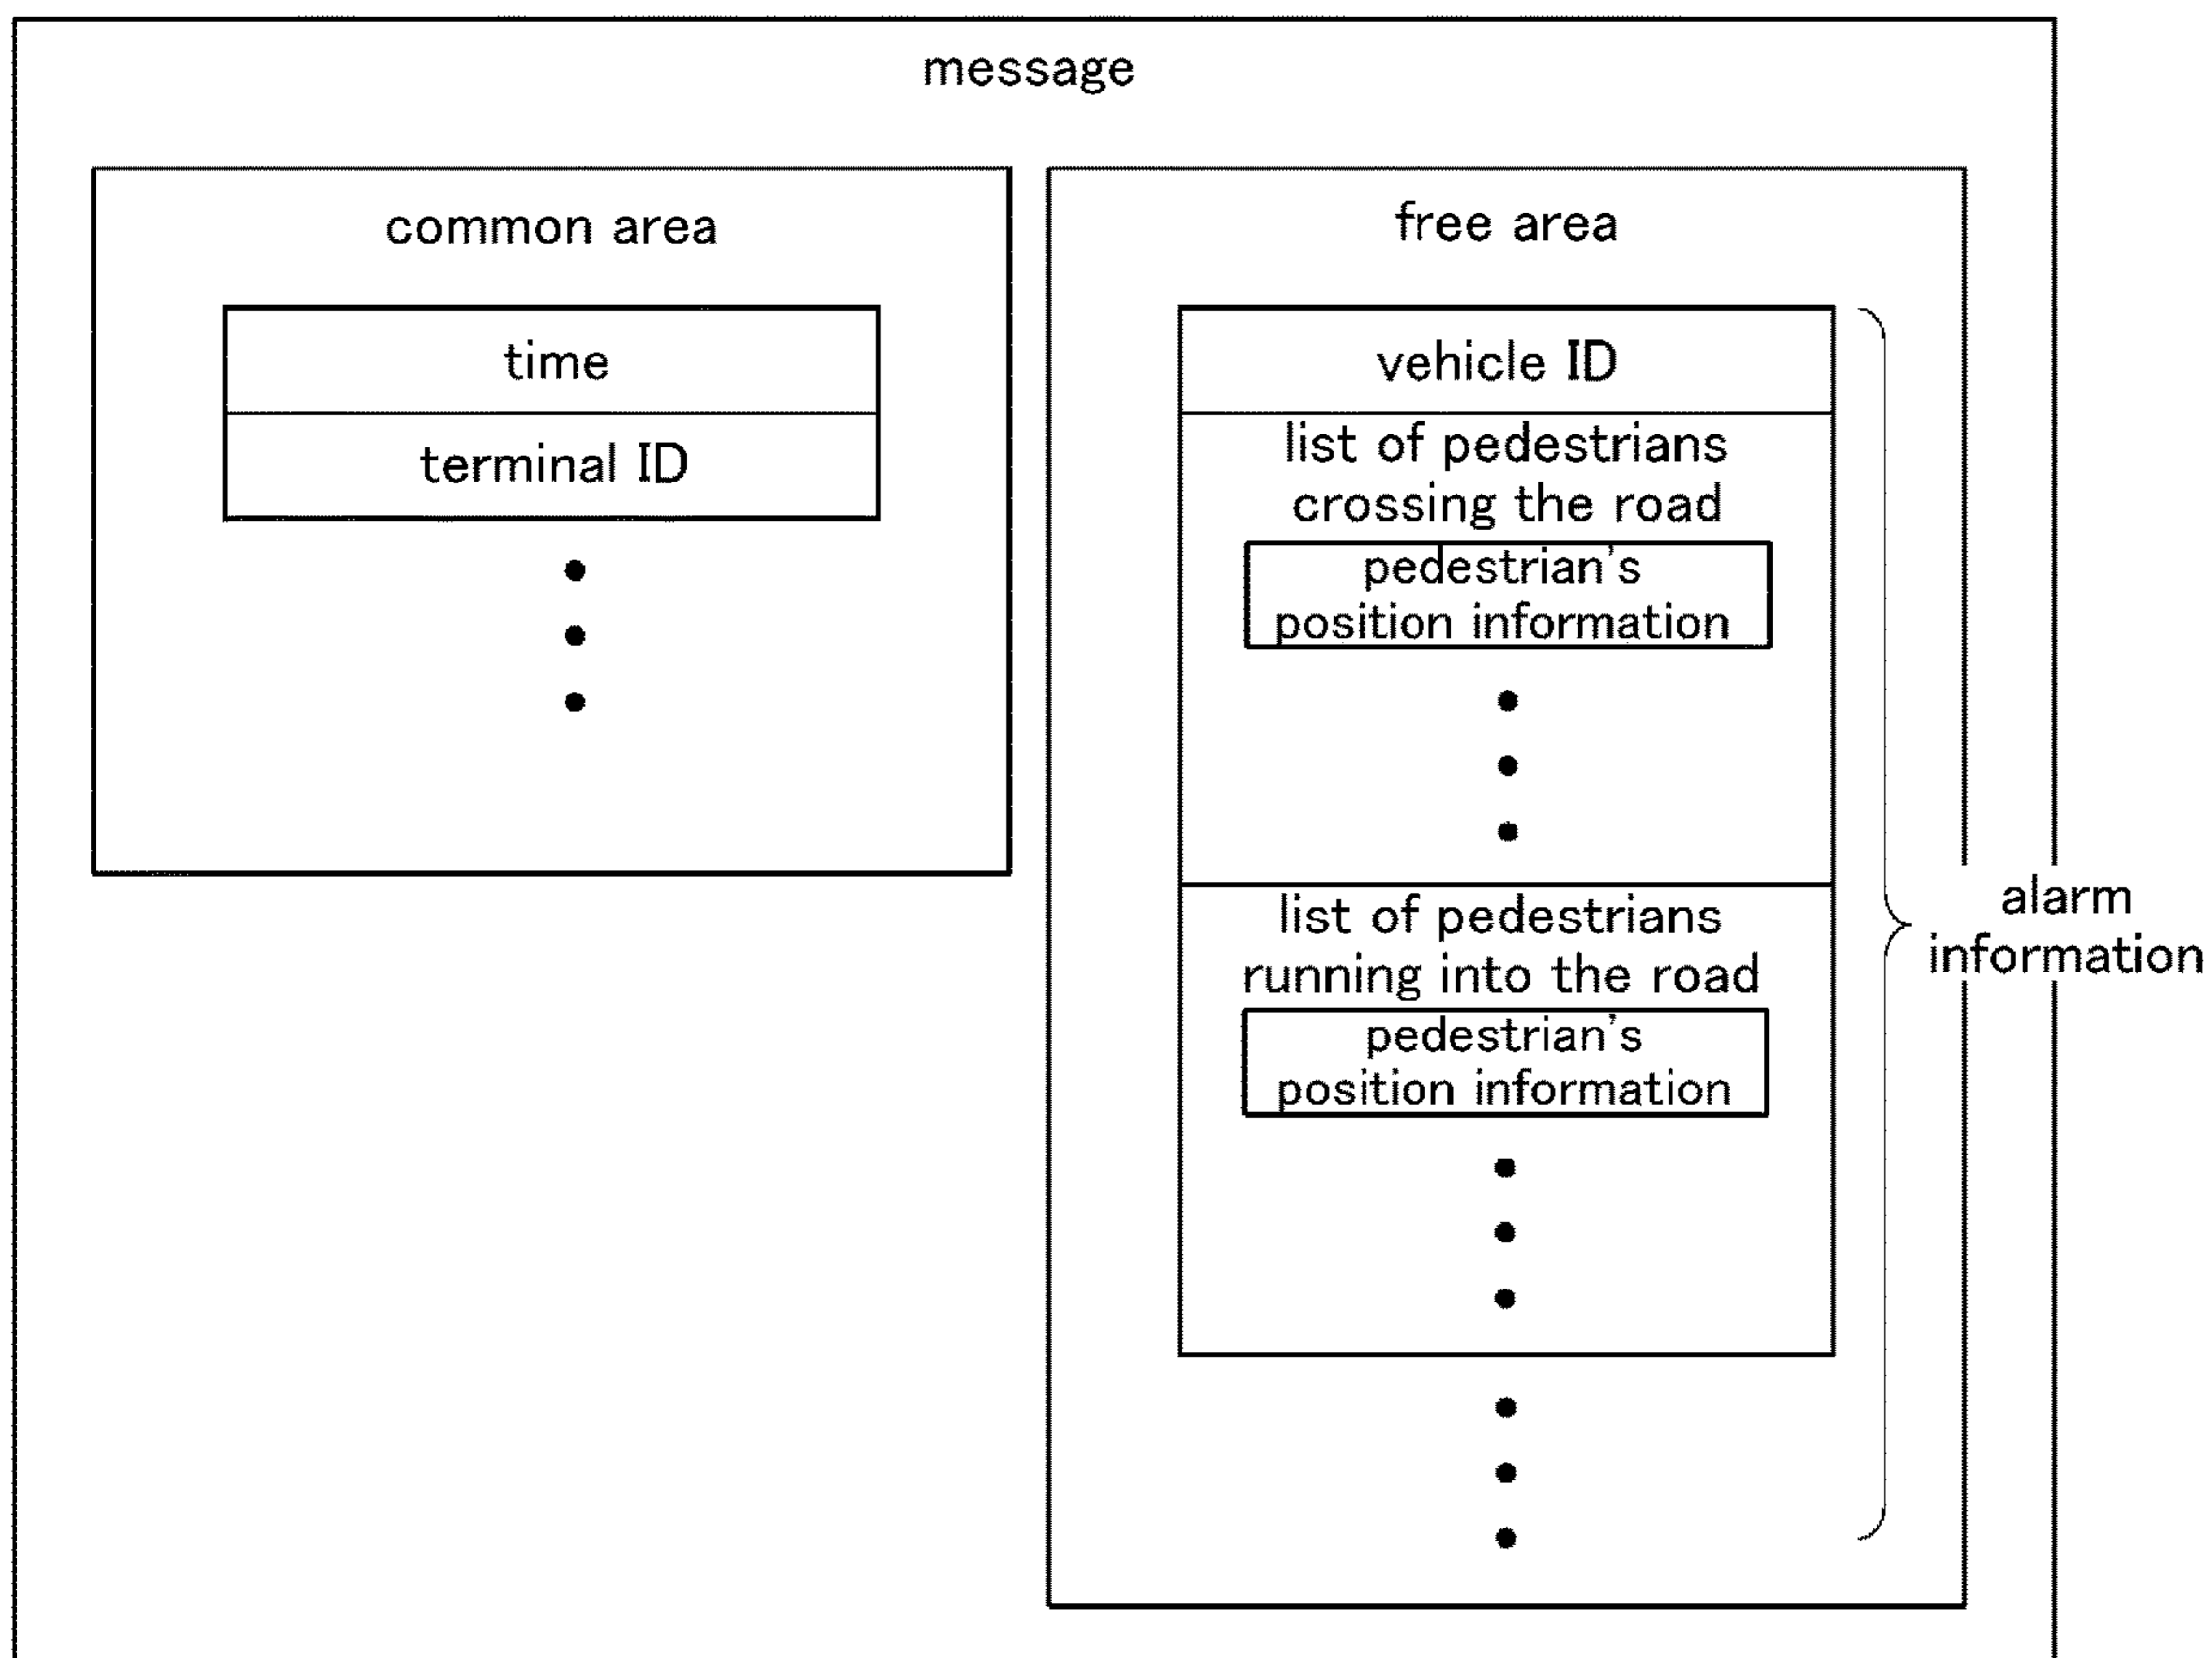 message
common area
time
terminal ID
free area
vehicle ID
list of pedestrians
crossing the road
pedestrian's
position information
list of pedestrians
running into the road
pedestrian's
position information
alarm
information